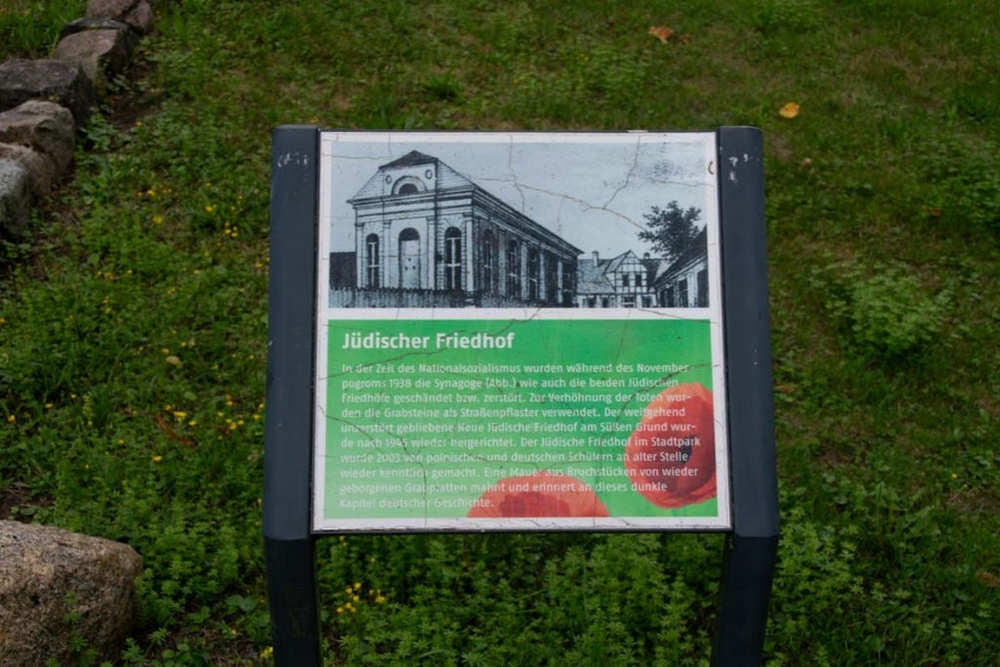 Jüdischer Friedhof
In der Zeit des Nationalsozialismus wurden während des November
pogroms 1938 die Synagoge (Abb.) wie auch die beiden Jüdischen
Friedhöfe geschändet bzw. zerstört. Zur Verhöhnung der Toten wur-
den die Grabsteine als Straßenpflaster verwendet. Der weitgehend
unzerstört gebliebene Neue Jüdische Friedhof am Süßen Grund wur-
de nach 1945 wieder hergerichtet. Der Jüdische Friedhof im Stadtpark
wurde 2003 von polnischen und deutschen Schülern an alter Stelle
wieder kenntlich gemacht. Eine Mauer aus Bruchstücken von wieder
geborgenen Grabplatten mahnt und erinnert an dieses dunkle
Kapitel deutscher Geschichte.